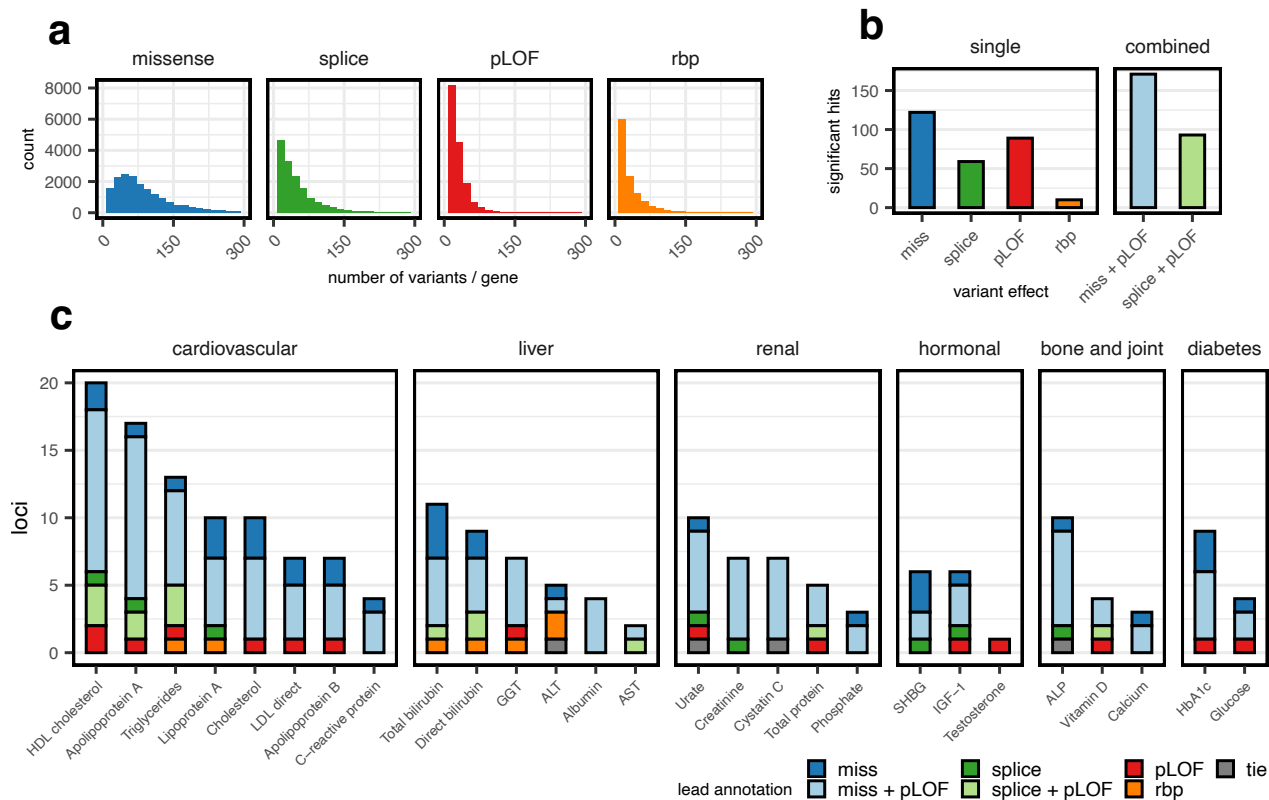 a
missense splice pLOF rbp
8000
6000
4000
2000
0
count
0 150 300 0 150 300 0 150 300 0 150 300
number of variants / gene
b
single combined
150
100
50
0
significant hits
miss splice pLOF rbp miss + pLOF splice + pLOF
variant effect
c
cardiovascular liver renal hormonal bone and joint diabetes
20
15
10
5
0
loci
HDL cholesterol Apolipoprotein A Triglycerides Lipoprotein A Cholesterol LDL direct Apolipoprotein B C−reactive protein Total bilirubin Direct bilirubin GGT ALT Albumin AST Urate Creatinine Cystatin C Total protein Phosphate SHBG IGF−1 Testosterone ALP Vitamin D Calcium HbA1c Glucose
lead annotation
miss splice pLOF tie
miss + pLOF splice + pLOF rbp